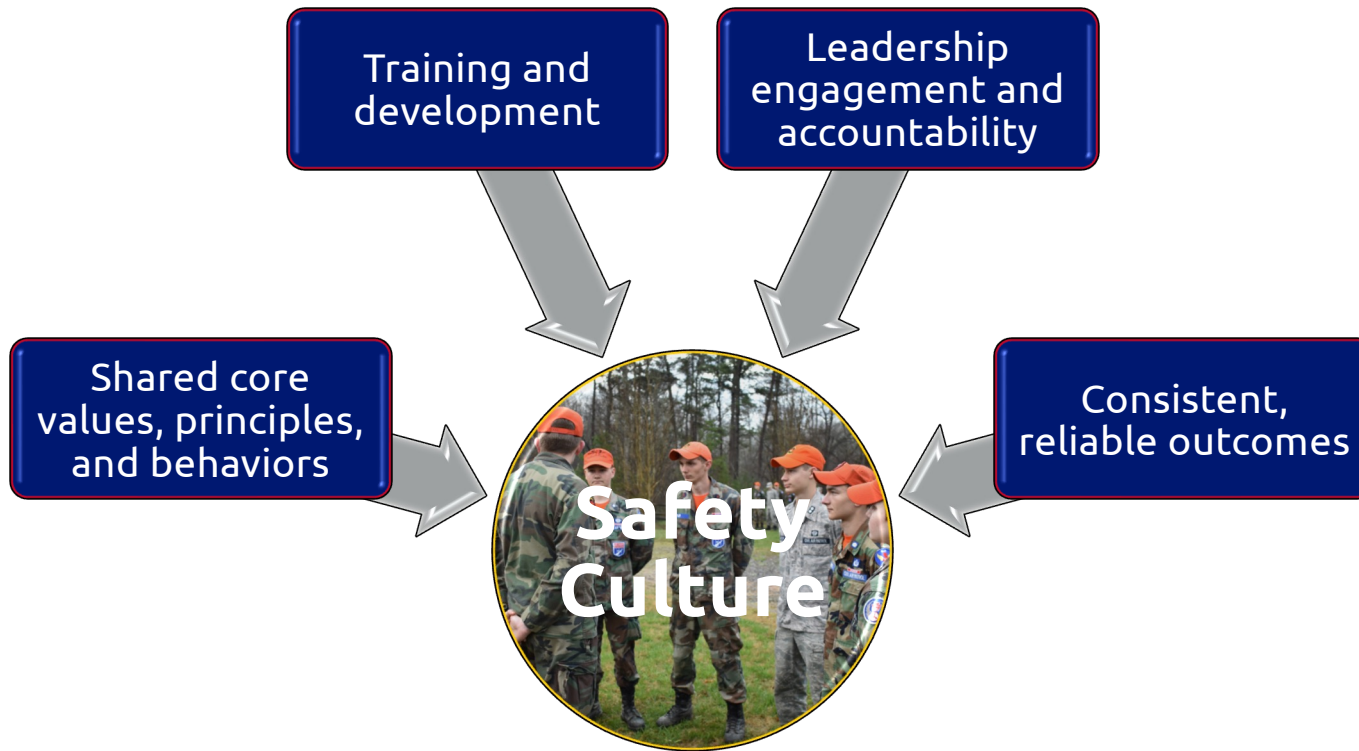 Training and
development
Leadership
engagement and
accountability
Shared core
values, principles,
and behaviors
Consistent,
reliable outcomes
Safety
Culture